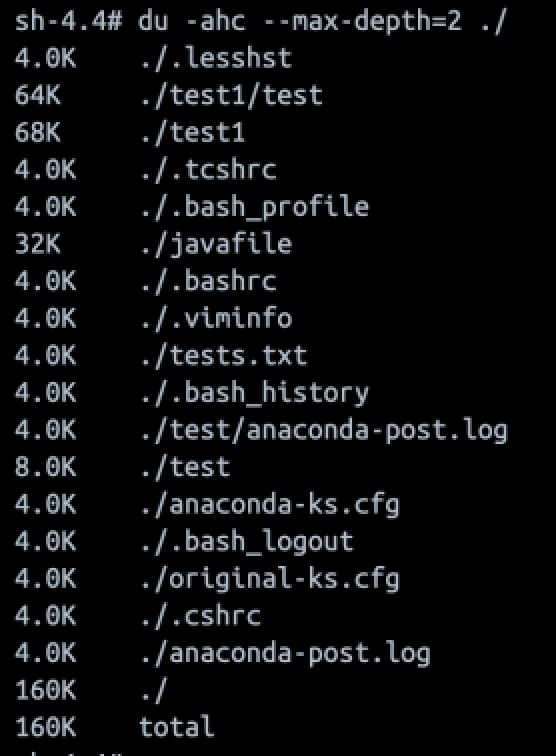 sh-4.4# du -ahc --max-depth=2 ./
4.0K ./.lesshst
64K ./test1/test
68K ./test1
4.0K ./.tcshrc
4.0K ./.bash_profile
32K ./javafile
4.0K ./.bashrc
4.0K ./.viminfo
4.0K ./tests.txt
4.0K ./.bash_history
4.0K ./test/anaconda-post.log
8.0K ./test
4.0K ./anaconda-ks.cfg
4.0K ./.bash_logout
4.0K ./original-ks.cfg
4.0K ./.cshrc
4.0K ./anaconda-post.log
160K ./
160K total